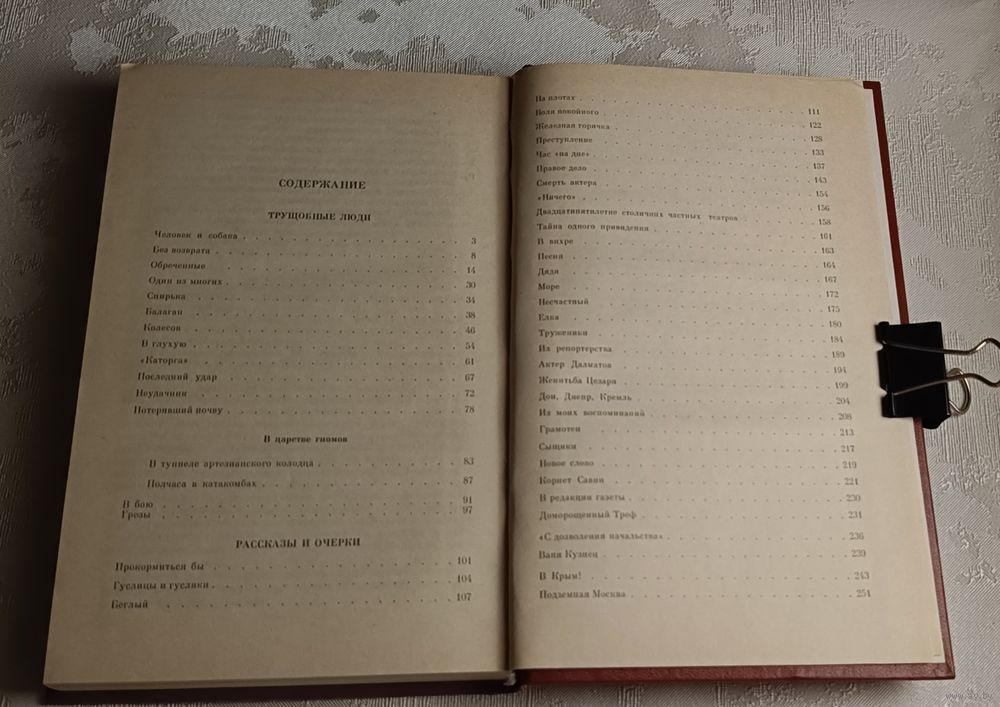 СОДЕРЖАНИЕ
ТРУЩОБНЫЕ ЛЮДИ
Человек и собака 3
Без возврата 8
Обреченные 14
Один из многих 30
Спирька 34
Балаган 38
Колесов 46
В глухую 54
«Каторга» 61
Последний удар 67
Неудачник 72
Потерявший почву 78
В царстве гномов
В туннеле артезианского колодца 83
Полчаса в катакомбах 87
В бою 91
Грезы 97
РАССКАЗЫ И ОЧЕРКИ
Прокормиться бы 101
Гуслицы и гусляки 104
Беглый 107
На плотах 111
Воля покойного 122
Железная горячка 128
Преступление 133
Час «на дне» 137
Правое дело 143
Смерть актера 154
«Ничего» 156
Двадцатипятилетие столичных частных театров 158
Тайна одного привидения 161
В вихре 163
Песня 164
Дядя 167
Море 172
Несчастный 175
Елка 180
Труженики 184
Из репортерства 189
Актер Далматов 194
Женитьба Цезаря 199
Дон, Днепр, Кремль 204
Из моих воспоминаний 208
Грамотеи 213
Сыщики 217
Новое слово 219
Корнет Савин 221
В редакции газеты 230
Доморощенный Треф 231
«С дозволения начальства» 236
Ваня Кузнец 239
В Крым! 243
Подземная Москва 251